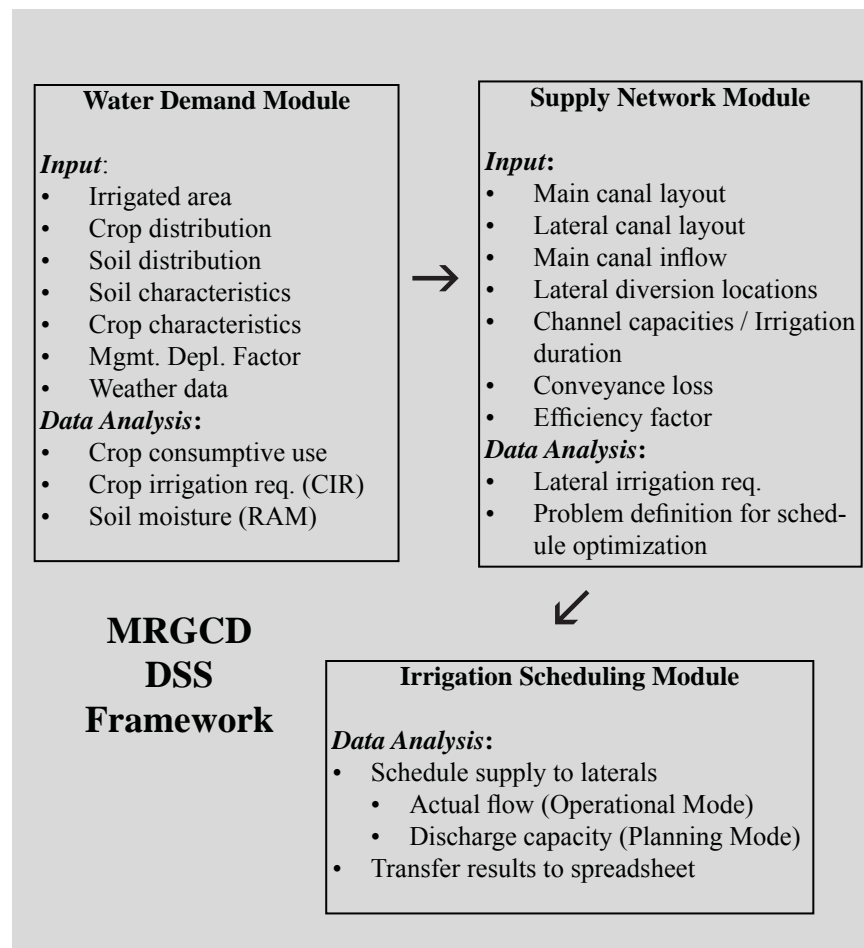 Water Demand Module
Input:
• Irrigated area
• Crop distribution
• Soil distribution
• Soil characteristics
• Crop characteristics
• Mgmt. Depl. Factor
• Weather data
Data Analysis:
• Crop consumptive use
• Crop irrigation req. (CIR)
• Soil moisture (RAM)
→
Supply Network Module
Input:
• Main canal layout
• Lateral canal layout
• Main canal inflow
• Lateral diversion locations
• Channel capacities / Irrigation
duration
• Conveyance loss
• Efficiency factor
Data Analysis:
• Lateral irrigation req.
• Problem definition for sched-
ule optimization
↙
MRGCD
DSS
Framework
Irrigation Scheduling Module
Data Analysis:
• Schedule supply to laterals
• Actual flow (Operational Mode)
• Discharge capacity (Planning Mode)
• Transfer results to spreadsheet